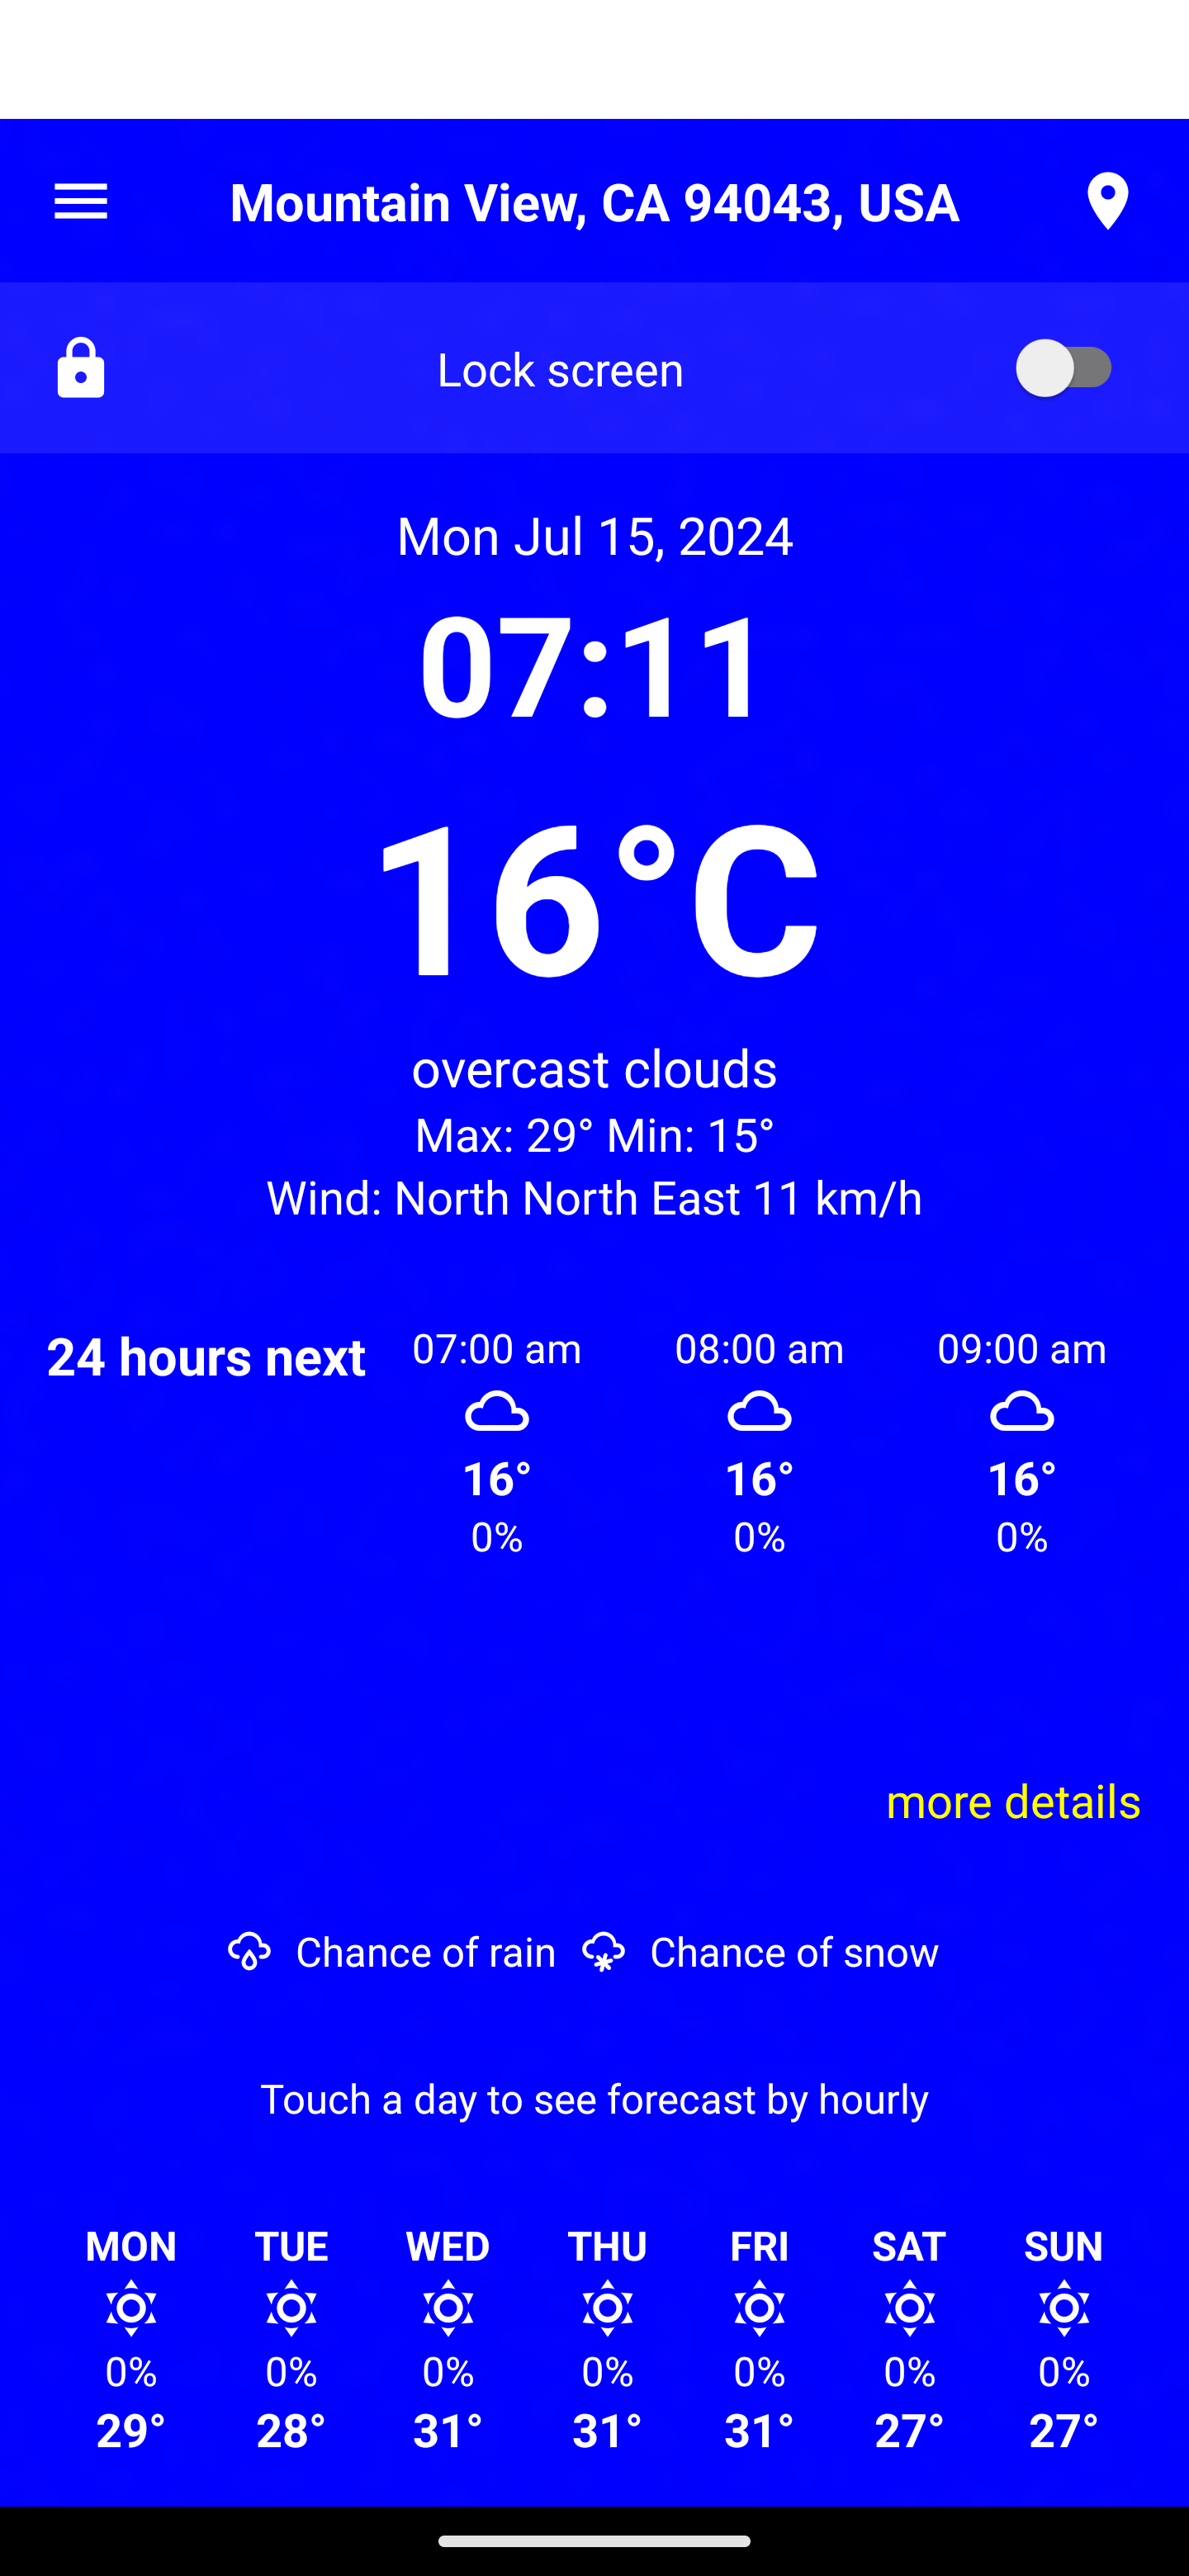 Mountain View, CA 94043, USA
Lock screen
Mon Jul 15, 2024
07:11
16°C
overcast clouds
Max: 29° Min: 15°
Wind: North North East 11 km/h
24 hours next
07:00 am 08:00 am 09:00 am
16° 16° 16°
0% 0% 0%
more details
Chance of rain Chance of snow
Touch a day to see forecast by hourly
MON TUE WED THU FRI SAT SUN
0% 0% 0% 0% 0% 0% 0%
29° 28° 31° 31° 31° 27° 27°